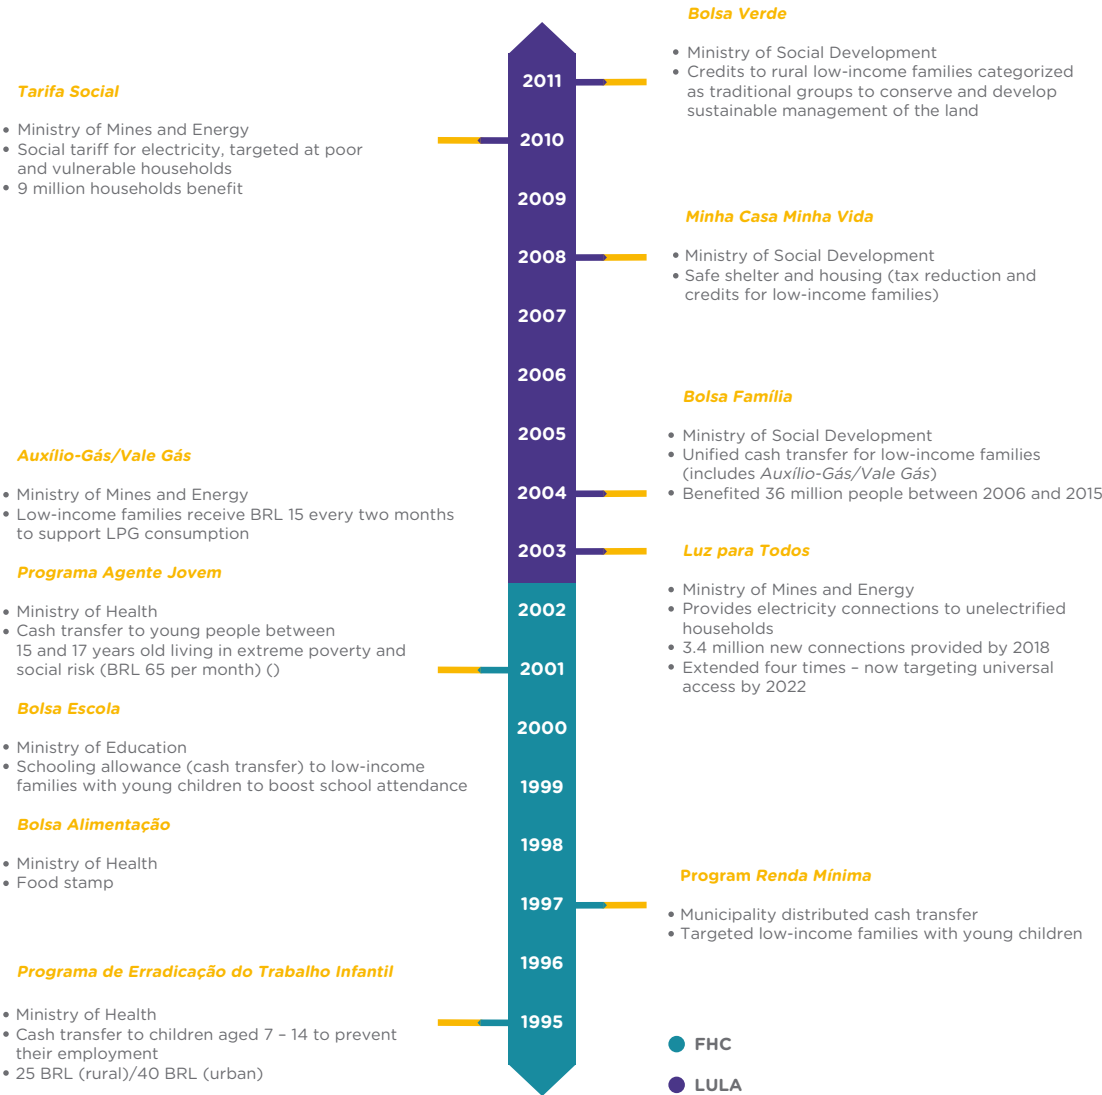 Tarifa Social
• Ministry of Mines and Energy
• Social tariff for electricity, targeted at poor
and vulnerable households
• 9 million households benefit
Auxílio-Gás/Vale Gás
• Ministry of Mines and Energy
• Low-income families receive BRL 15 every two months
to support LPG consumption
Programa Agente Jovem
• Ministry of Health
• Cash transfer to young people between
15 and 17 years old living in extreme poverty and
social risk (BRL 65 per month) ()
Bolsa Escola
• Ministry of Education
• Schooling allowance (cash transfer) to low-income
families with young children to boost school attendance
Bolsa Alimentação
• Ministry of Health
• Food stamp
Programa de Erradicação do Trabalho Infantil
• Ministry of Health
• Cash transfer to children aged 7 – 14 to prevent
their employment
• 25 BRL (rural)/40 BRL (urban)
2011
2010
2009
2008
2007
2006
2005
2004
2003
2002
2001
2000
1999
1998
1997
1996
1995
Bolsa Verde
• Ministry of Social Development
• Credits to rural low-income families categorized
as traditional groups to conserve and develop
sustainable management of the land
Minha Casa Minha Vida
• Ministry of Social Development
• Safe shelter and housing (tax reduction and
credits for low-income families)
Bolsa Família
• Ministry of Social Development
• Unified cash transfer for low-income families
(includes Auxílio-Gás/Vale Gás)
• Benefited 36 million people between 2006 and 2015
Luz para Todos
• Ministry of Mines and Energy
• Provides electricity connections to unelectrified
households
• 3.4 million new connections provided by 2018
• Extended four times – now targeting universal
access by 2022
Program Renda Mínima
• Municipality distributed cash transfer
• Targeted low-income families with young children
FHC
LULA